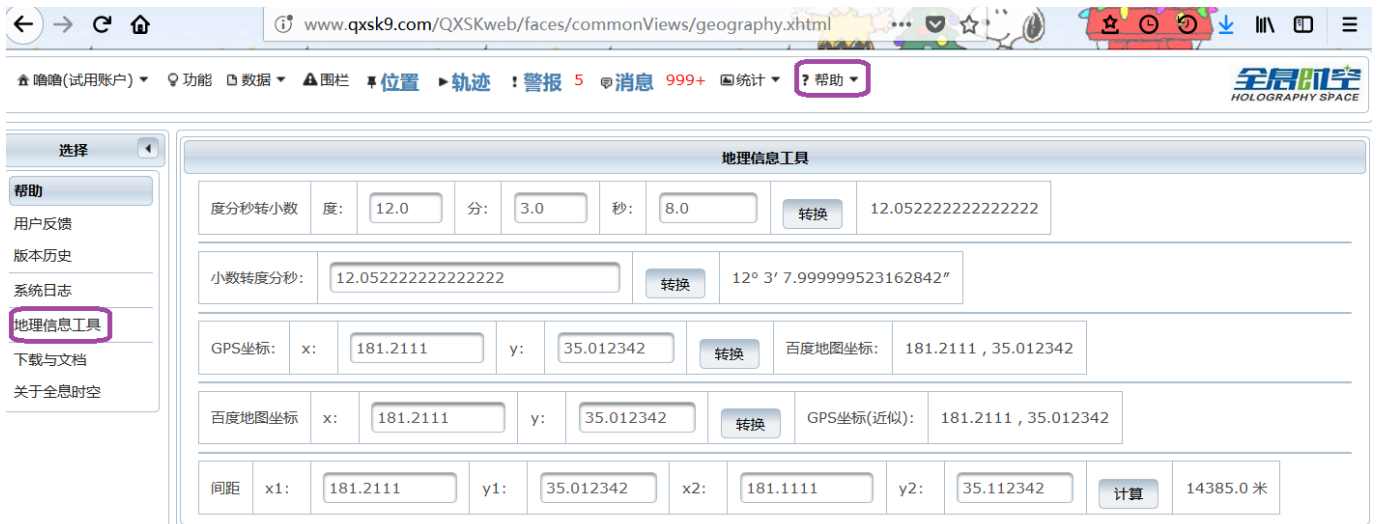 www.qxsk9.com/QXSKweb/faces/commonViews/geography.xhtml
噜噜(试用账户) 功能 数据 围栏 位置 轨迹 警报 5 消息 999+ 统计 ? 帮助
全息时空
HOLOGRAPHY SPACE
选择
帮助
用户反馈
版本历史
系统日志
地理信息工具
下载与文档
关于全息时空
地理信息工具
度分秒转小数 度: 12.0 分: 3.0 秒: 8.0 转换 12.052222222222222
小数转度分秒: 12.052222222222222 转换 12° 3′ 7.999999523162842″
GPS坐标: x: 181.2111 y: 35.012342 转换 百度地图坐标: 181.2111 , 35.012342
百度地图坐标 x: 181.2111 y: 35.012342 转换 GPS坐标(近似): 181.2111 , 35.012342
间距 x1: 181.2111 y1: 35.012342 x2: 181.1111 y2: 35.112342 计算 14385.0 米